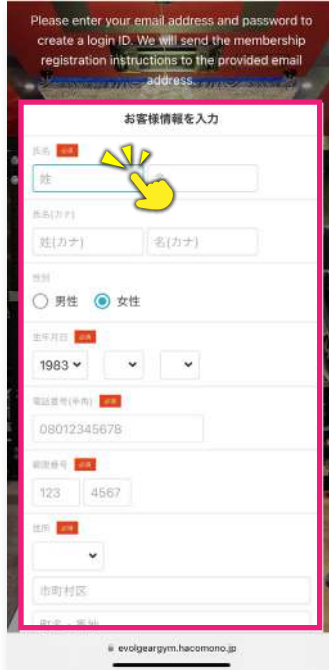 Please enter your email address and password to
create a login ID. We will send the membership
registration instructions to the provided email
address.
お客様情報を入力
氏名 必須
姓
氏名(カナ)
姓(カナ) 名(カナ)
性別
男性 女性
生年月日 必須
1983
電話番号(半角) 必須
08012345678
郵便番号 必須
123 4567
住所 必須
市町村区
町名・番地
evolgeargym.hacomono.jp